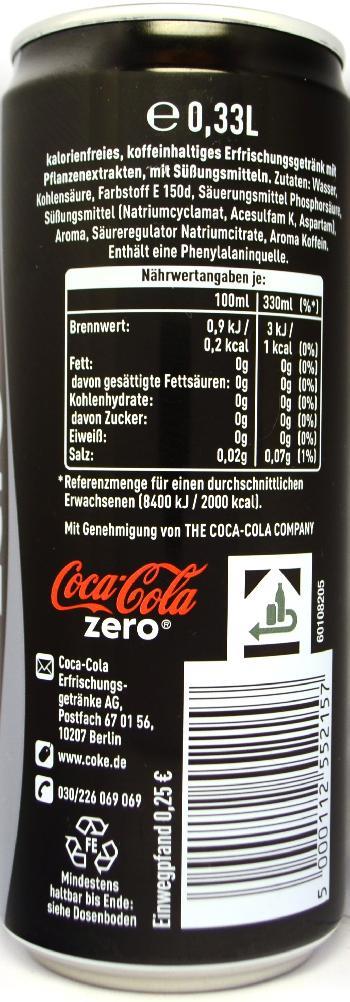 e 0,33L
kalorienfreies, koffeinhaltiges Erfrischungsgetränk mit
Pflanzenextrakten, mit Süßungsmitteln. Zutaten: Wasser,
Kohlensäure, Farbstoff E 150d, Säuerungsmittel Phosphorsäure,
Süßungsmittel (Natriumcyclamat, Acesulfam K, Aspartam),
Aroma, Säureregulator Natriumcitrate, Aroma Koffein.
Enthält eine Phenylalaninquelle.
Nährwertangaben je:
100ml 330ml (%*)
Brennwert: 0,9 kJ / 3 kJ /
0,2 kcal 1 kcal (0%)
Fett: 0g 0g (0%)
davon gesättigte Fettsäuren: 0g 0g (0%)
Kohlenhydrate: 0g 0g (0%)
davon Zucker: 0g 0g (0%)
Eiweiß: 0g 0g (0%)
Salz: 0,02g 0,07g (1%)
*Referenzmenge für einen durchschnittlichen
Erwachsenen (8400 kJ / 2000 kcal).
Mit Genehmigung von THE COCA-COLA COMPANY
Coca-Cola
zero®
60108205
Coca-Cola
Erfrischungs-
getränke AG,
Postfach 67 01 56,
10207 Berlin
www.coke.de
030/226 069 069
FE
Mindestens
haltbar bis Ende:
siehe Dosenboden
Einwegpfand 0,25 €
5 000112 552157